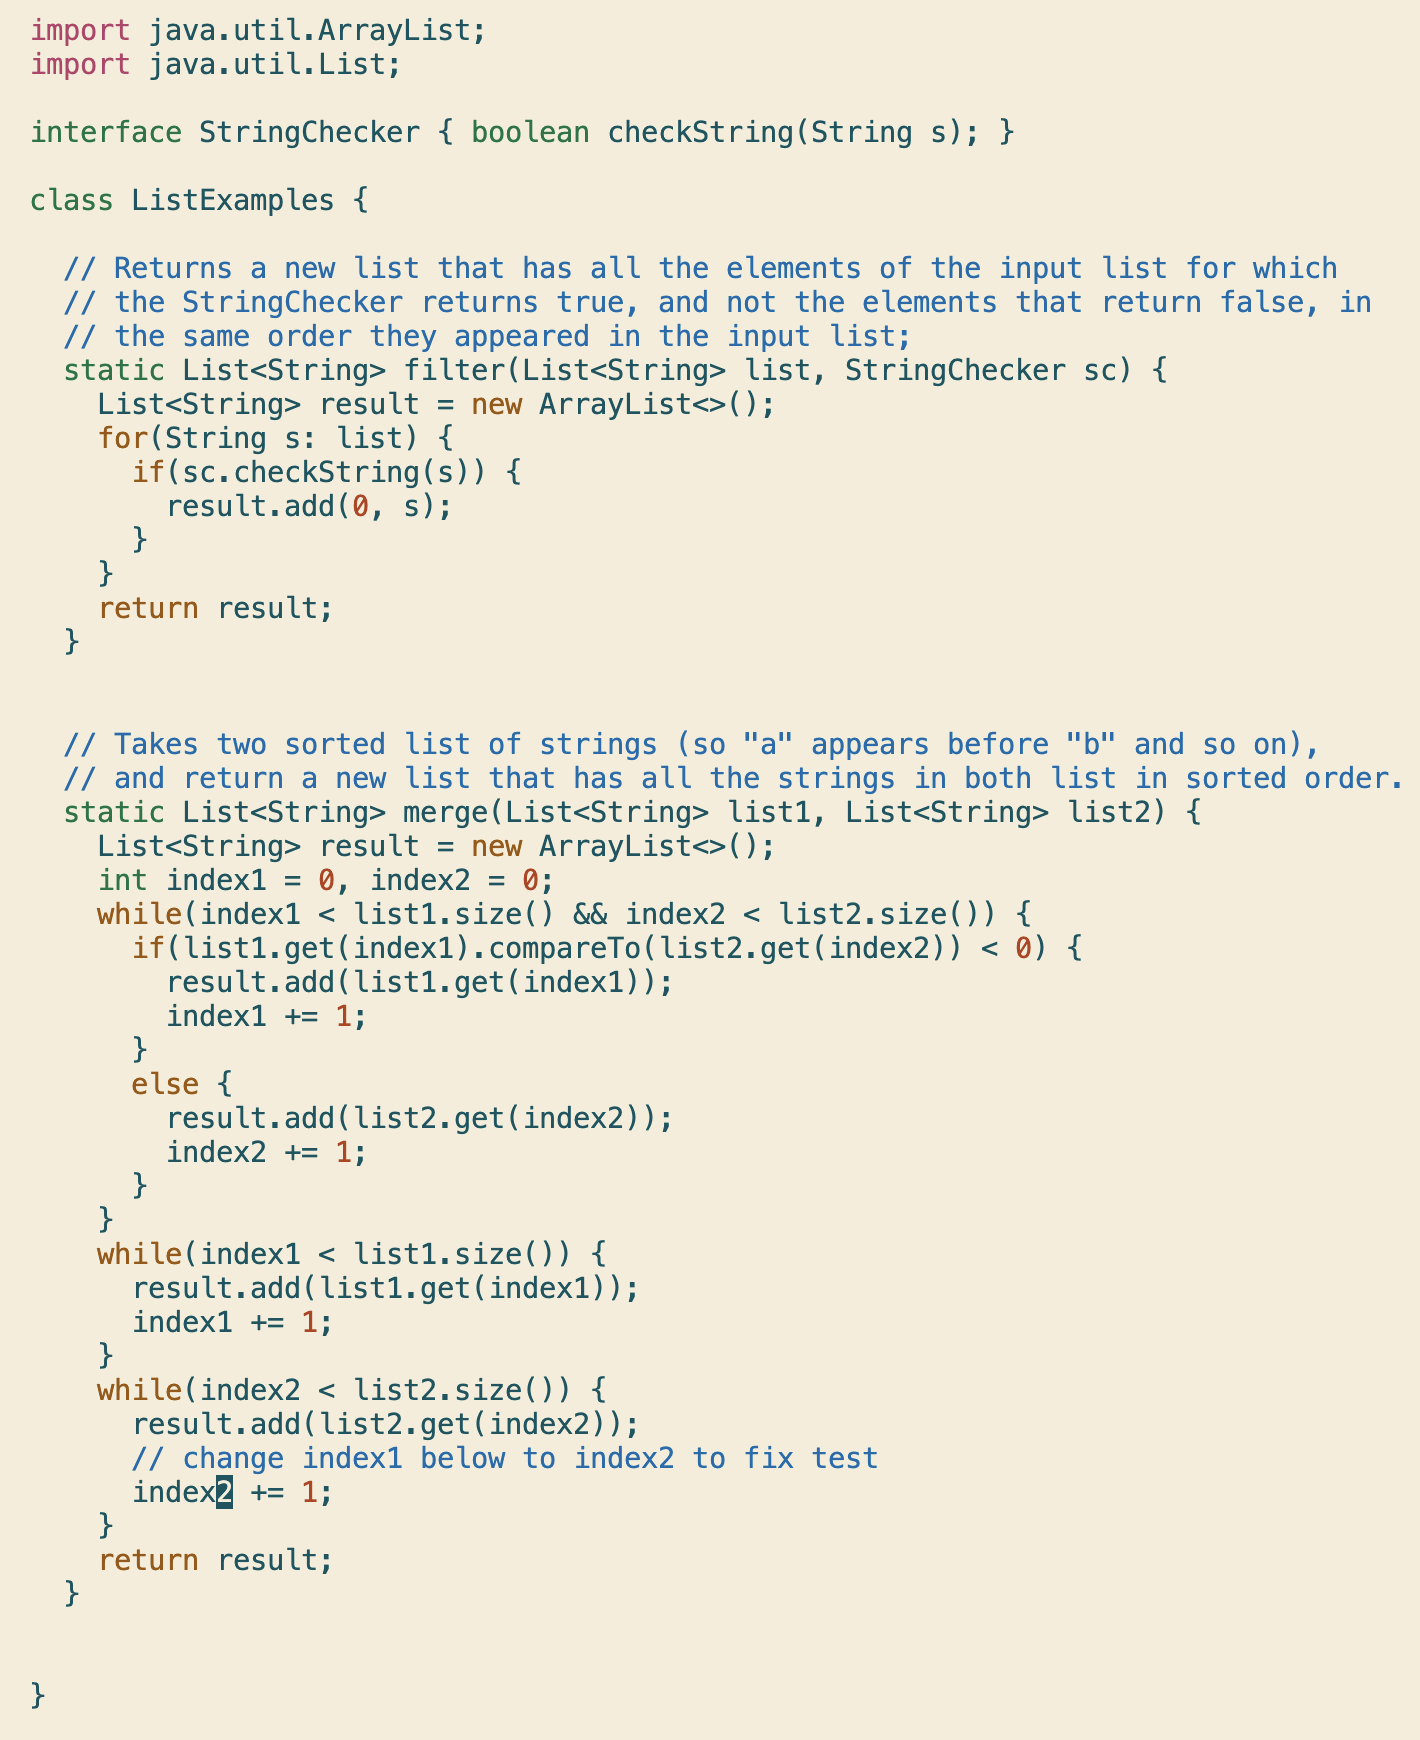 import java.util.ArrayList;
import java.util.List;

interface StringChecker { boolean checkString(String s); }

class ListExamples {

  // Returns a new list that has all the elements of the input list for which
  // the StringChecker returns true, and not the elements that return false, in
  // the same order they appeared in the input list;
  static List<String> filter(List<String> list, StringChecker sc) {
    List<String> result = new ArrayList<>();
    for(String s: list) {
      if(sc.checkString(s)) {
        result.add(0, s);
      }
    }
    return result;
  }


  // Takes two sorted list of strings (so "a" appears before "b" and so on),
  // and return a new list that has all the strings in both list in sorted order.
  static List<String> merge(List<String> list1, List<String> list2) {
    List<String> result = new ArrayList<>();
    int index1 = 0, index2 = 0;
    while(index1 < list1.size() && index2 < list2.size()) {
      if(list1.get(index1).compareTo(list2.get(index2)) < 0) {
        result.add(list1.get(index1));
        index1 += 1;
      }
      else {
        result.add(list2.get(index2));
        index2 += 1;
      }
    }
    while(index1 < list1.size()) {
      result.add(list1.get(index1));
      index1 += 1;
    }
    while(index2 < list2.size()) {
      result.add(list2.get(index2));
      // change index1 below to index2 to fix test
      index2 += 1;
    }
    return result;
  }


}